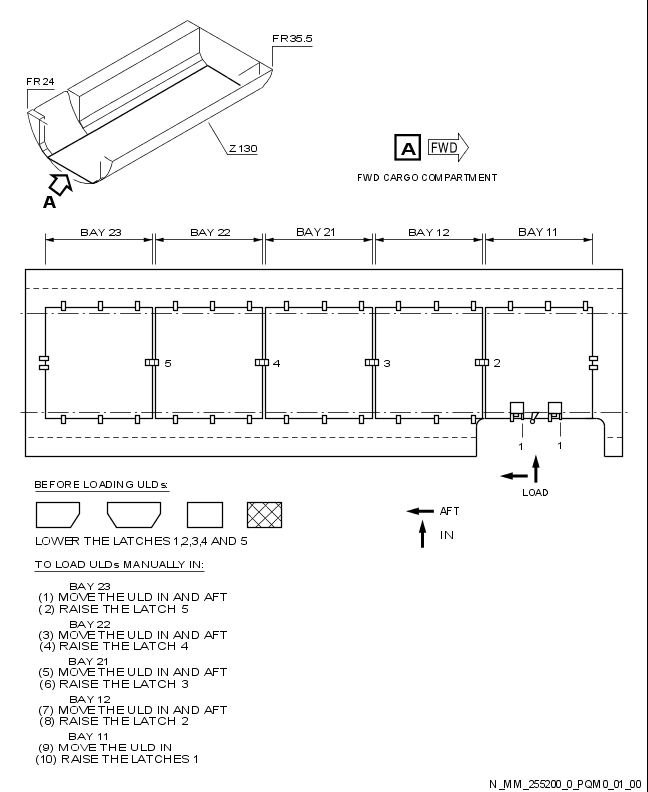 FR35.5
FR24
Z130
A
A FWD
FWD CARGO COMPARTMENT
BAY 23 BAY 22 BAY 21 BAY 12 BAY 11
5 4 3 2
1 1
LOAD
BEFORE LOADING ULDs:
LOWER THE LATCHES 1,2,3,4 AND 5
AFT
IN
TO LOAD ULDs MANUALLY IN:
BAY 23
(1) MOVE THE ULD IN AND AFT
(2) RAISE THE LATCH 5
BAY 22
(3) MOVE THE ULD IN AND AFT
(4) RAISE THE LATCH 4
BAY 21
(5) MOVE THE ULD IN AND AFT
(6) RAISE THE LATCH 3
BAY 12
(7) MOVE THE ULD IN AND AFT
(8) RAISE THE LATCH 2
BAY 11
(9) MOVE THE ULD IN
(10) RAISE THE LATCHES 1
N_MM_255200_0_PQM0_01_00